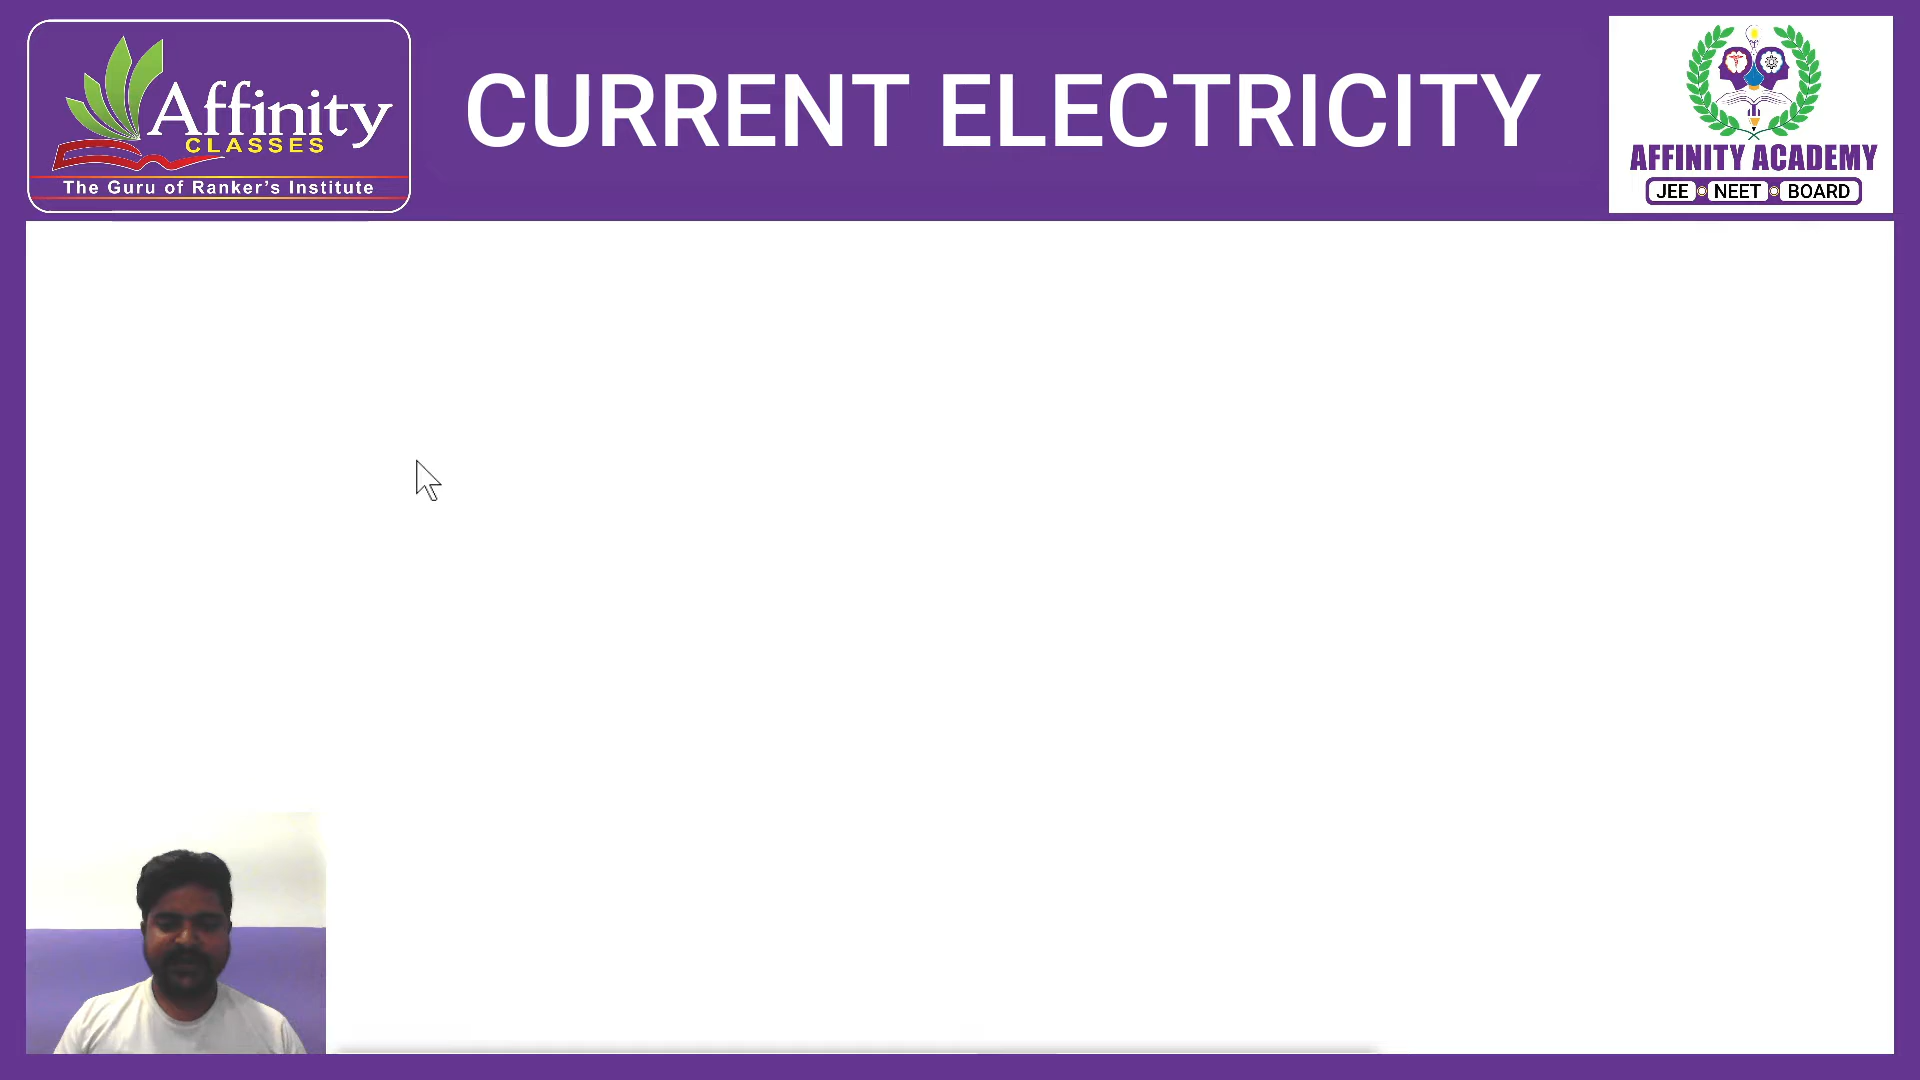 Affinity
CLASSES
The Guru of Ranker's Institute
CURRENT ELECTRICITY
AFFINITY ACADEMY
JEE NEET BOARD